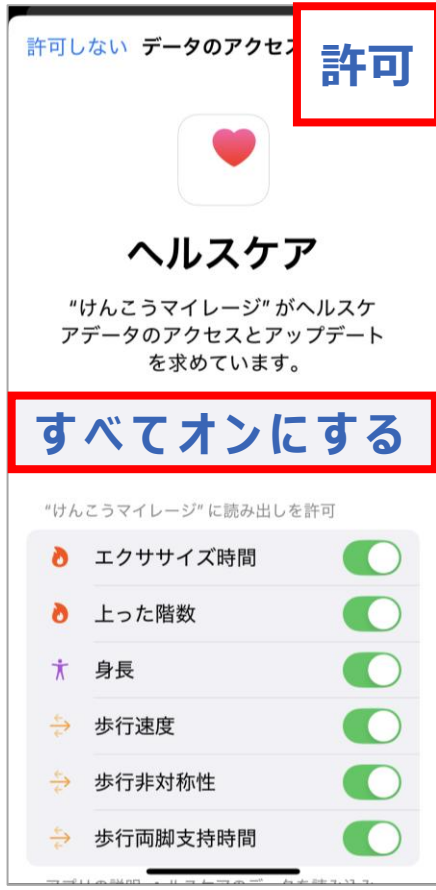 許可しない データのアクセス
許可
ヘルスケア
“けんこうマイレージ”がヘルスケ
アデータのアクセスとアップデート
を求めています。
すべてオンにする
“けんこうマイレージ”に読み出しを許可
エクササイズ時間
上った階数
身長
歩行速度
歩行非対称性
歩行両脚支持時間